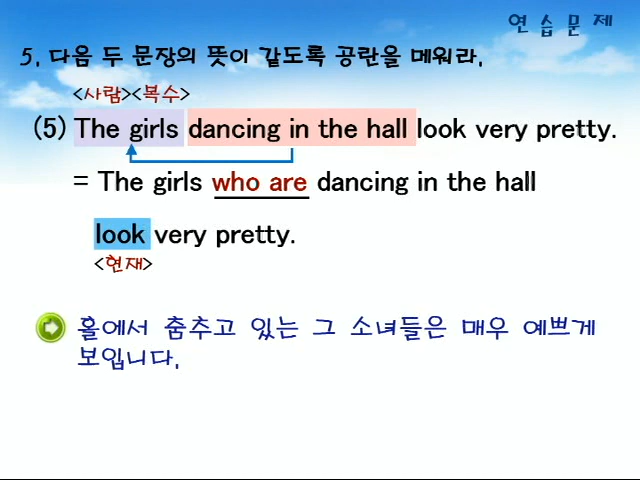 연습문제
5. 다음 두 문장의 뜻이 같도록 공란을 메워라.
<사람><복수>
(5) The girls dancing in the hall look very pretty.
= The girls who are dancing in the hall
look very pretty.
<현재>
홀에서 춤추고 있는 그 소녀들은 매우 예쁘게
보입니다.